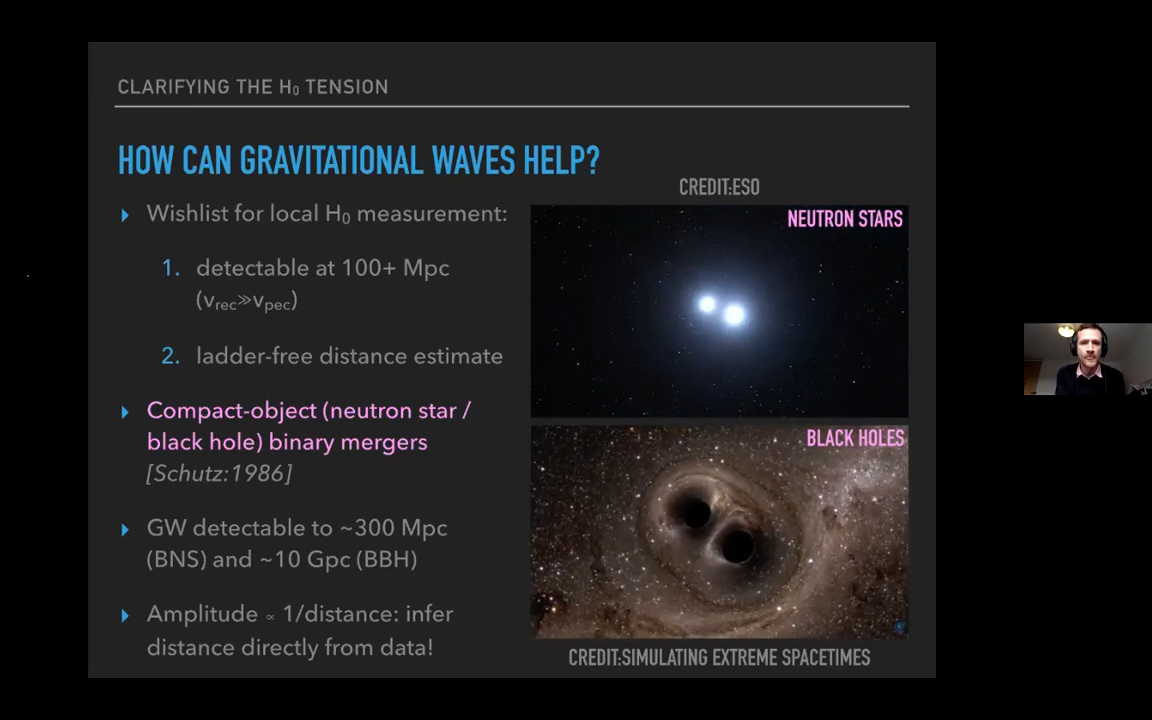 CLARIFYING THE H₀ TENSION
HOW CAN GRAVITATIONAL WAVES HELP?
▸ Wishlist for local H₀ measurement:
1. detectable at 100+ Mpc
(vrec≫vpec)
2. ladder-free distance estimate
▸ Compact-object (neutron star /
black hole) binary mergers
[Schutz:1986]
▸ GW detectable to ~300 Mpc
(BNS) and ~10 Gpc (BBH)
▸ Amplitude ∝ 1/distance: infer
distance directly from data!
CREDIT:ESO
NEUTRON STARS
BLACK HOLES
CREDIT:SIMULATING EXTREME SPACETIMES